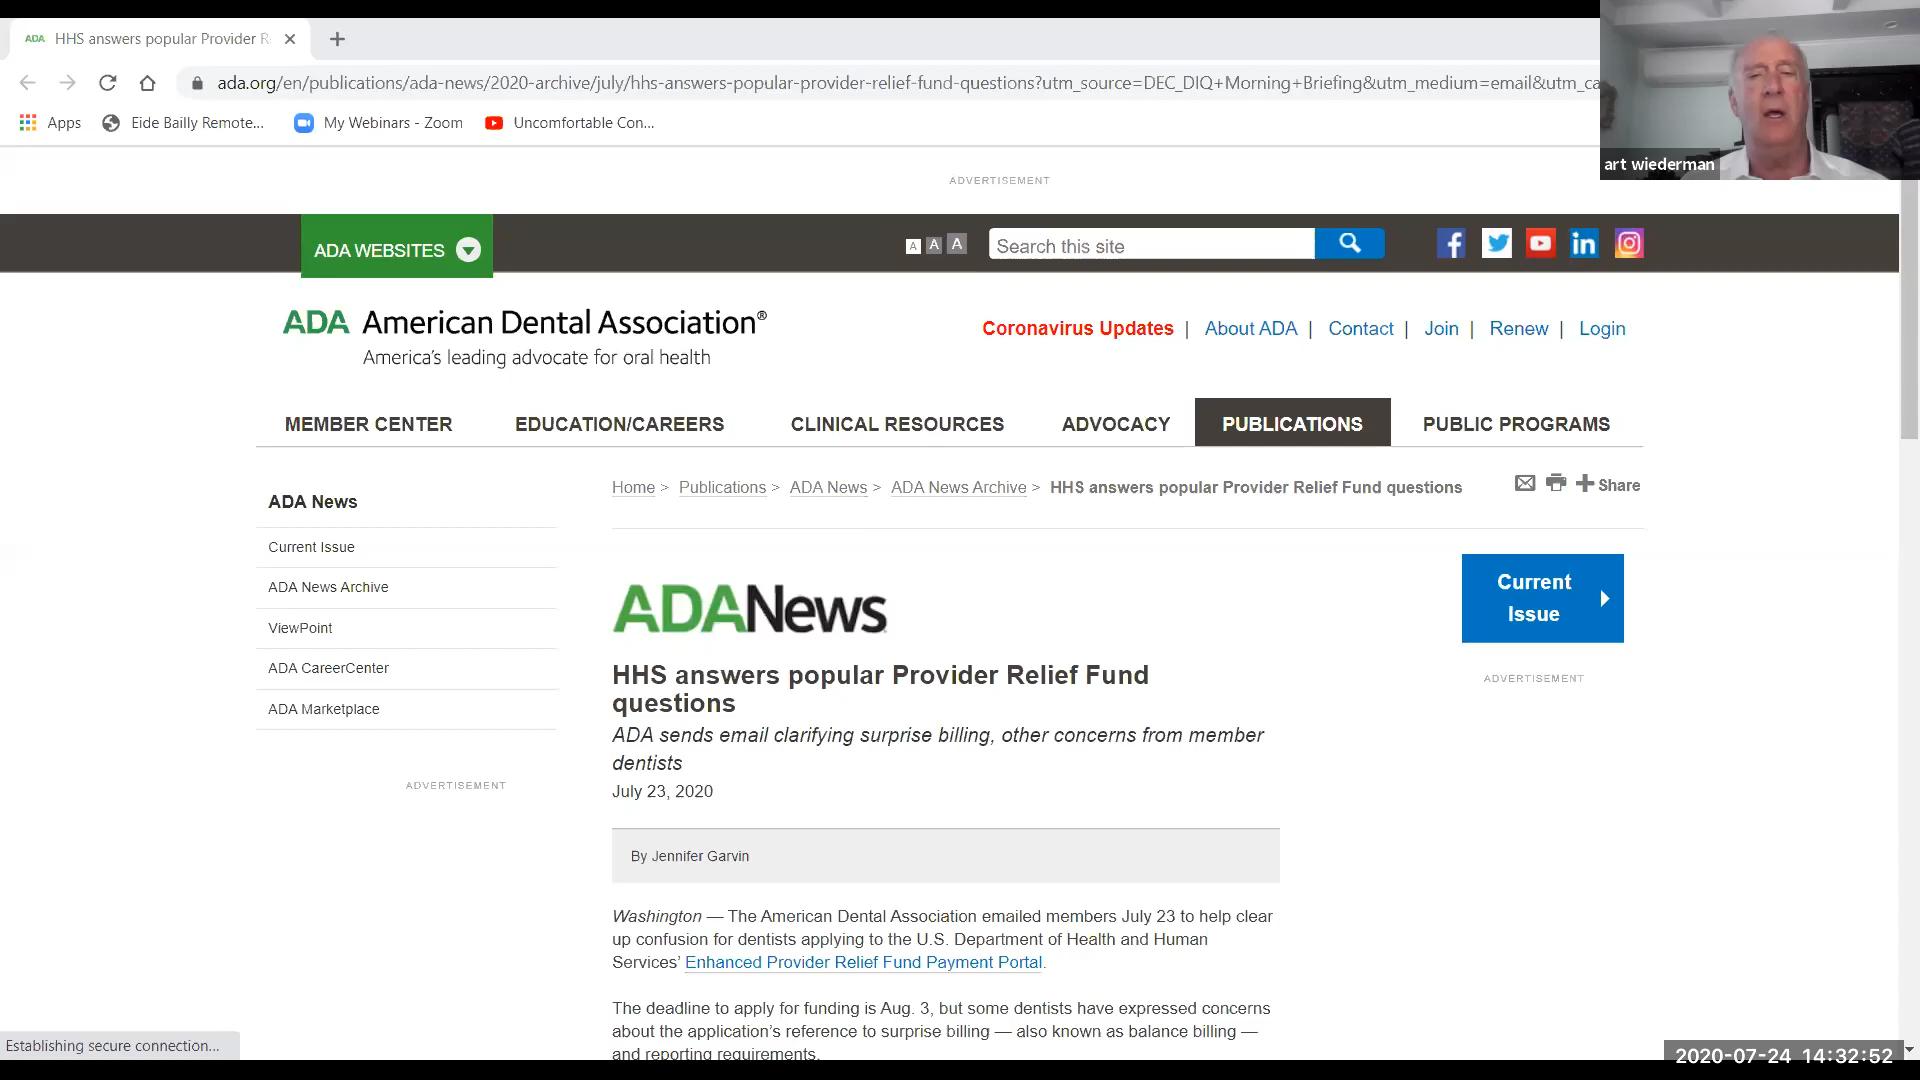 ADA HHS answers popular Provider R
ada.org/en/publications/ada-news/2020-archive/july/hhs-answers-popular-provider-relief-fund-questions?utm_source=DEC_DIQ+Morning+Briefing&utm_medium=email&utm_ca
Apps Eide Bailly Remote... My Webinars - Zoom Uncomfortable Con...
art wiederman
ADVERTISEMENT
ADA WEBSITES A A A Search this site
ADA American Dental Association®
America's leading advocate for oral health
Coronavirus Updates | About ADA | Contact | Join | Renew | Login
MEMBER CENTER EDUCATION/CAREERS CLINICAL RESOURCES ADVOCACY PUBLICATIONS PUBLIC PROGRAMS
Home > Publications > ADA News > ADA News Archive > HHS answers popular Provider Relief Fund questions
Share
ADA News
Current Issue
ADA News Archive
ViewPoint
ADA CareerCenter
ADA Marketplace
ADVERTISEMENT
ADANews
HHS answers popular Provider Relief Fund
questions
ADA sends email clarifying surprise billing, other concerns from member
dentists
July 23, 2020
By Jennifer Garvin
Washington — The American Dental Association emailed members July 23 to help clear
up confusion for dentists applying to the U.S. Department of Health and Human
Services' Enhanced Provider Relief Fund Payment Portal.
The deadline to apply for funding is Aug. 3, but some dentists have expressed concerns
about the application's reference to surprise billing — also known as balance billing —
and reporting requirements.
Current
Issue
ADVERTISEMENT
Establishing secure connection...
2020-07-24 14:32:52